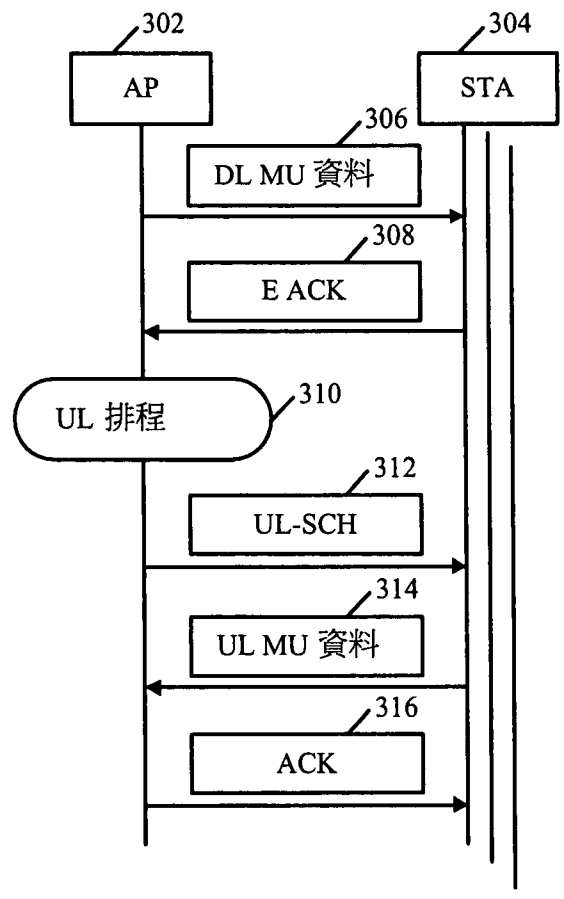 302
304
AP
STA
306
DL MU 資料
308
E ACK
UL 排程
310
312
UL-SCH
314
UL MU 資料
316
ACK